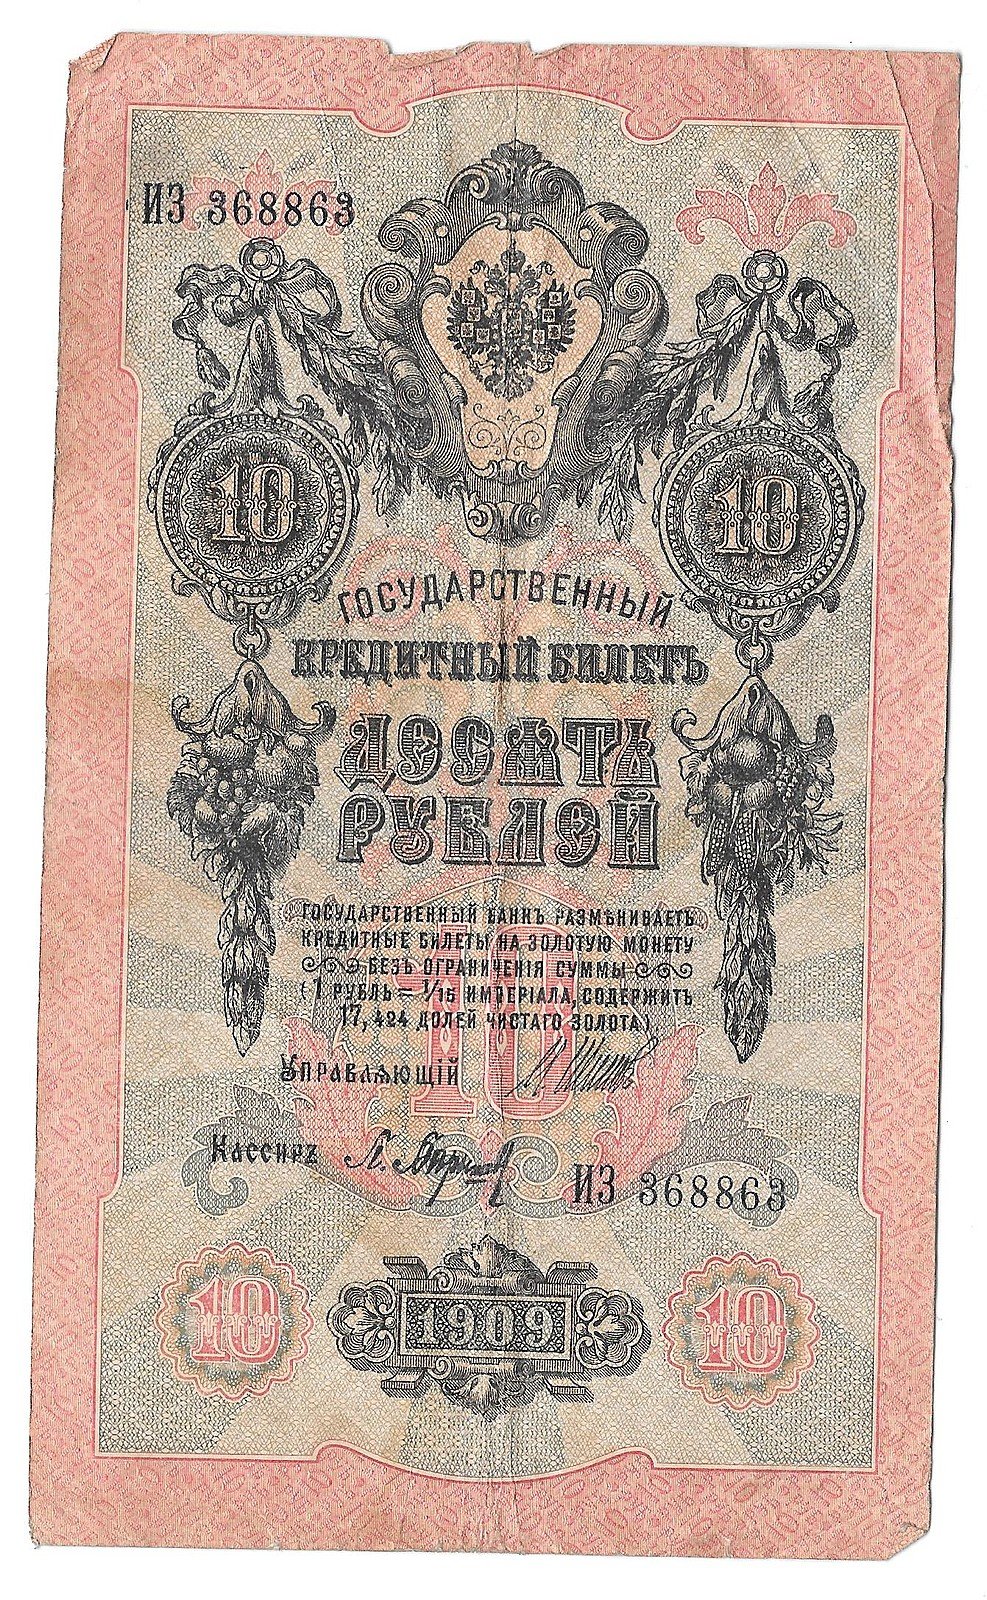 ИЗ 368863
10
10
ГОСУДАРСТВЕННЫЙ
КРЕДИТНЫЙ БИЛЕТЪ
ДЕСЯТЬ
РУБЛЕЙ
ГОСУДАРСТВЕННЫЙ БАНКЪ РАЗМѢНИВАЕТЪ
КРЕДИТНЫЕ БИЛЕТЫ НА ЗОЛОТУЮ МОНЕТУ
БЕЗЪ ОГРАНИЧЕНІЯ СУММЫ
(1 РУБЛЬ = 1/15 ИМПЕРІАЛА, СОДЕРЖИТЪ
17,424 ДОЛЕЙ ЧИСТАГО ЗОЛОТА)
10
УПРАВЛЯЮЩІЙ
Кассиръ
ИЗ 368863
10
1909
10